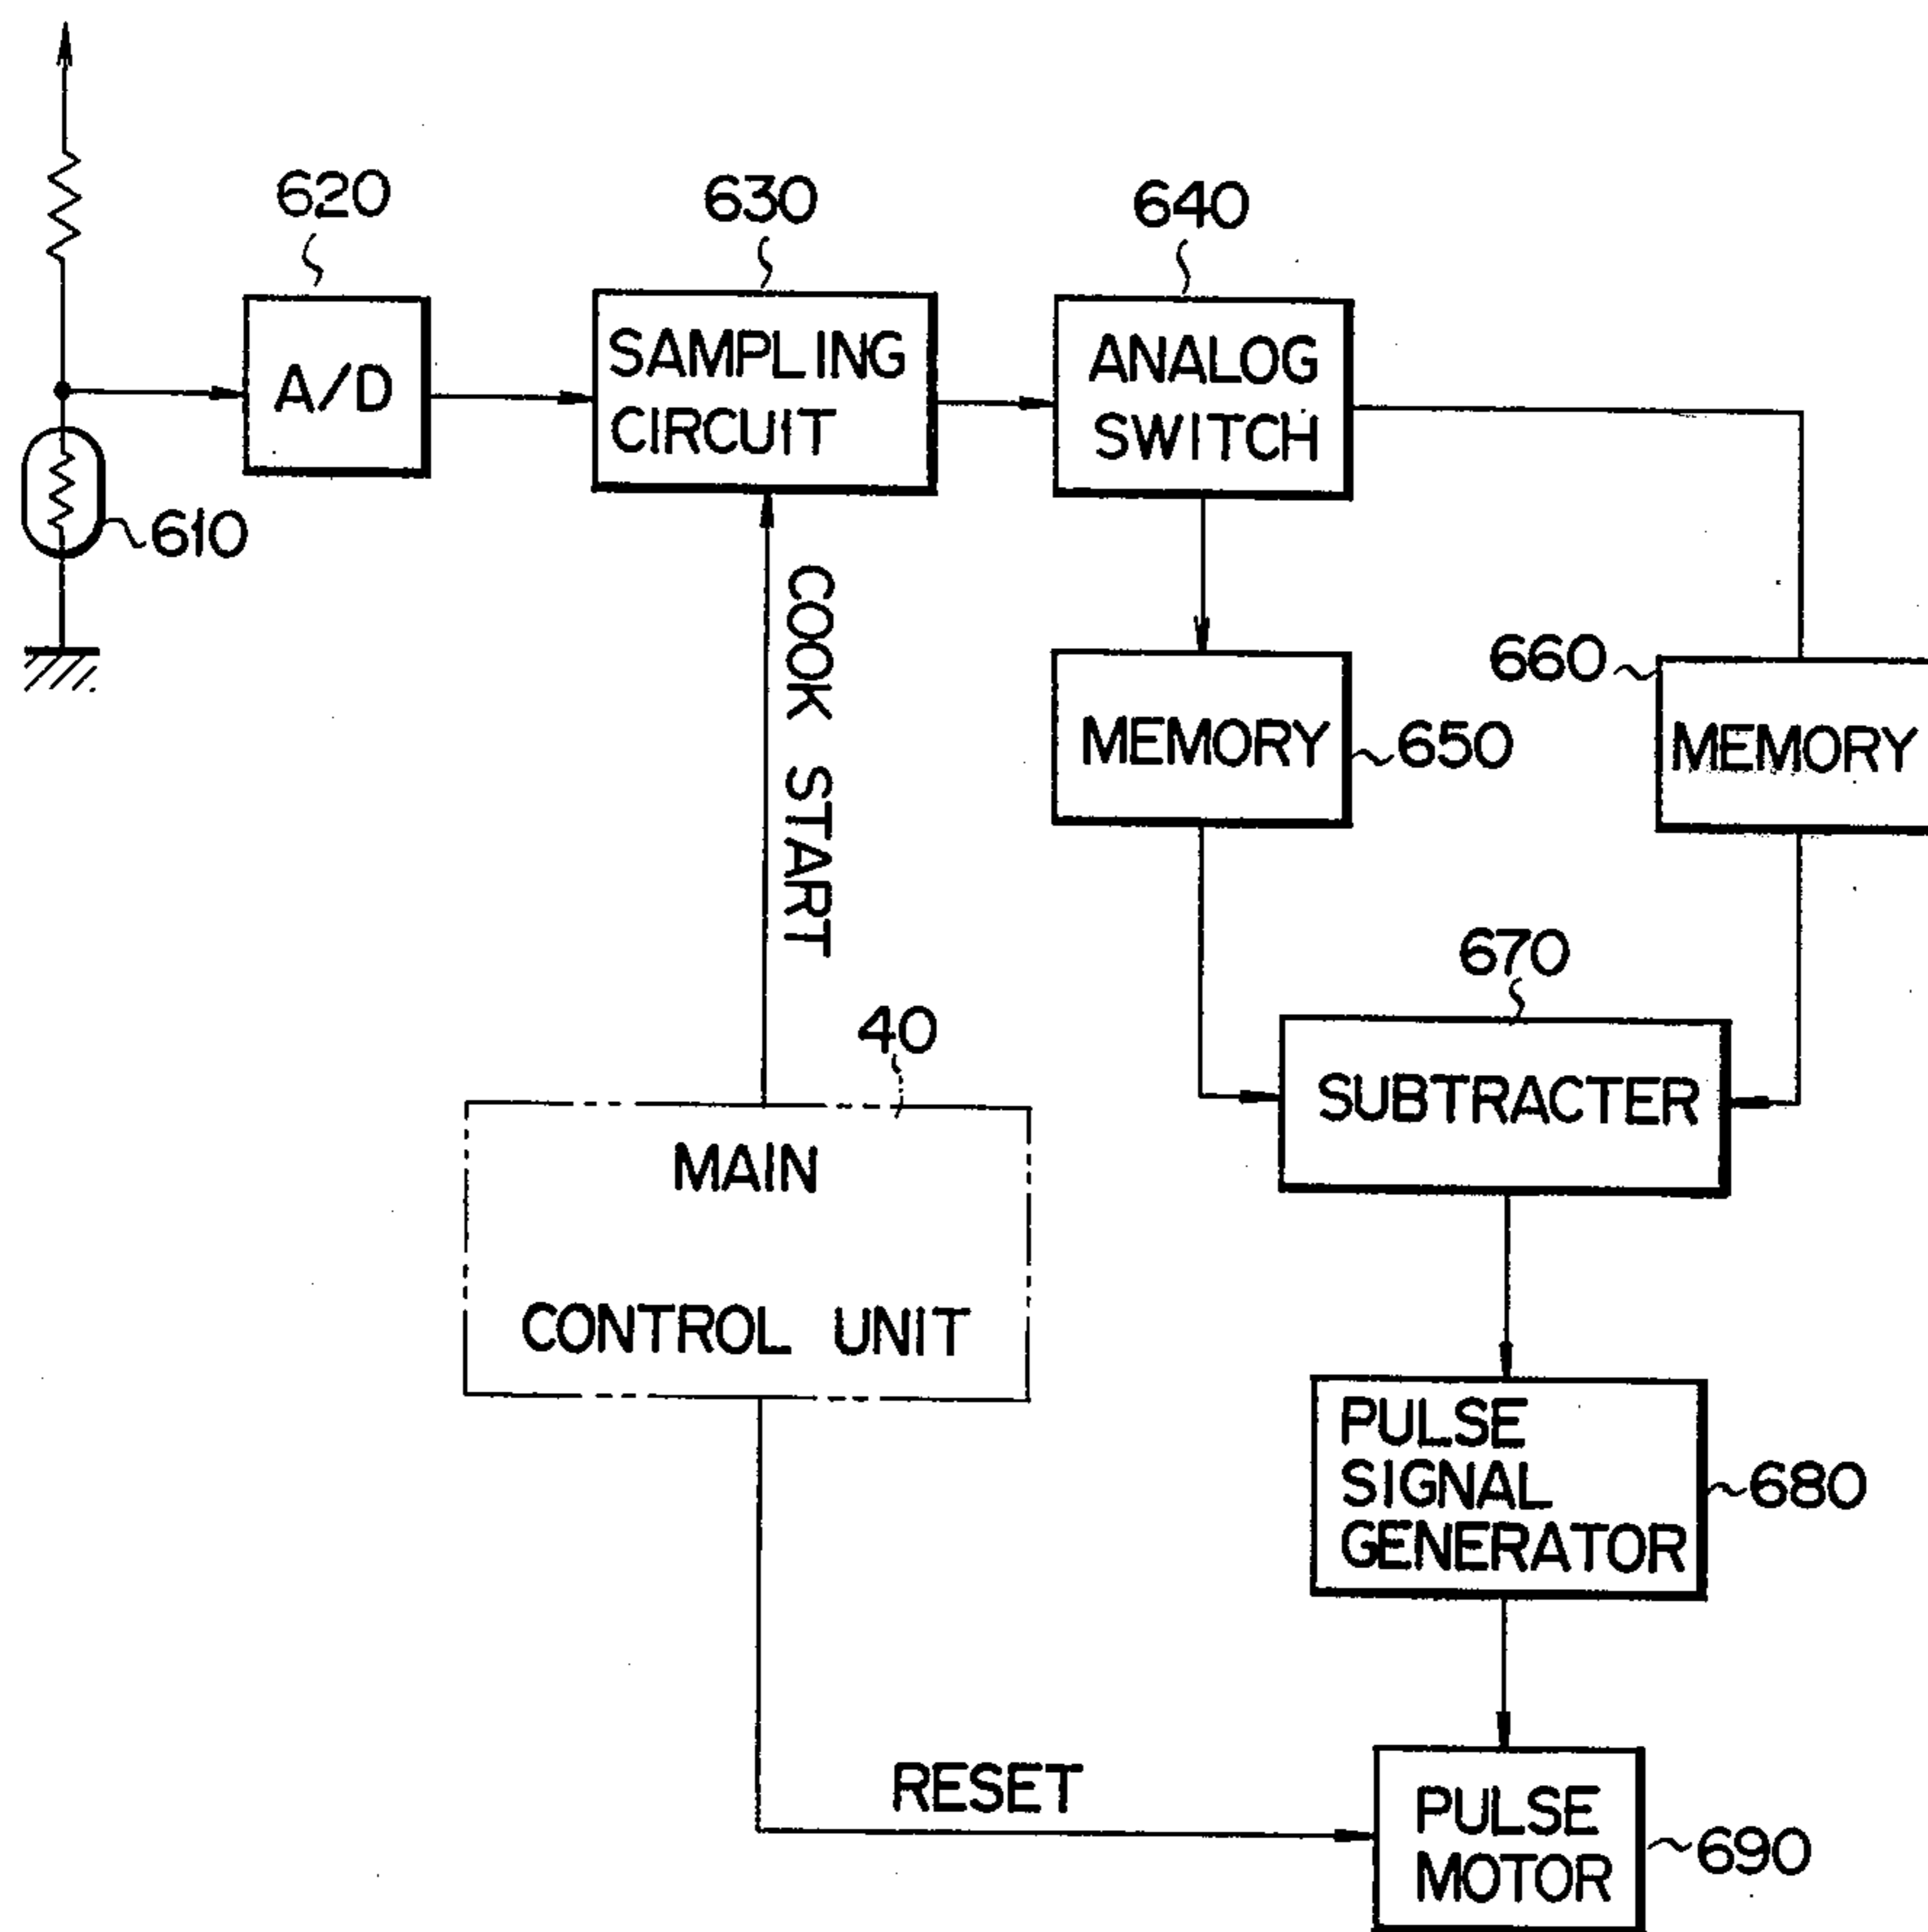 620
630
640
A/D
SAMPLING
CIRCUIT
ANALOG
SWITCH
610
COOK START
660
MEMORY
650
MEMORY
670
40
SUBTRACTER
MAIN
CONTROL UNIT
PULSE
SIGNAL
GENERATOR
680
RESET
PULSE
MOTOR
690